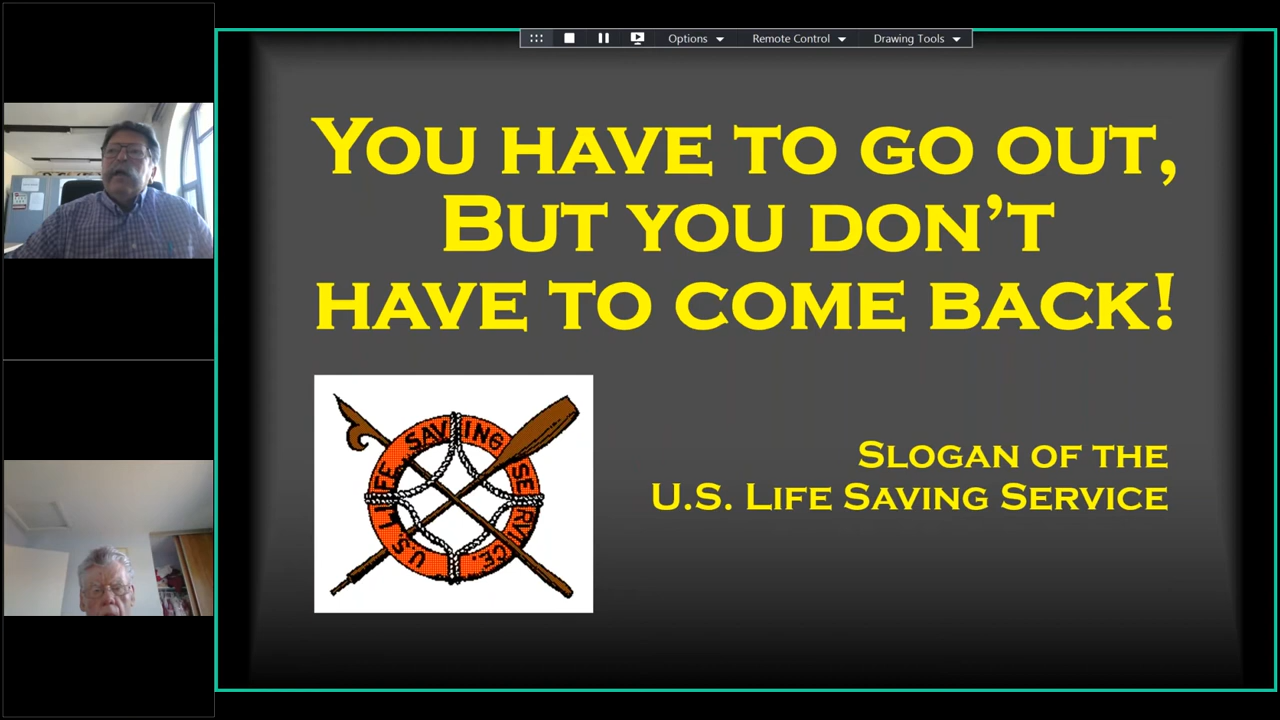 Options
Remote Control
Drawing Tools
YOU HAVE TO GO OUT,
BUT YOU DON’T
HAVE TO COME BACK!
U.S. LIFE SAVING SERVICE.
SLOGAN OF THE
U.S. LIFE SAVING SERVICE